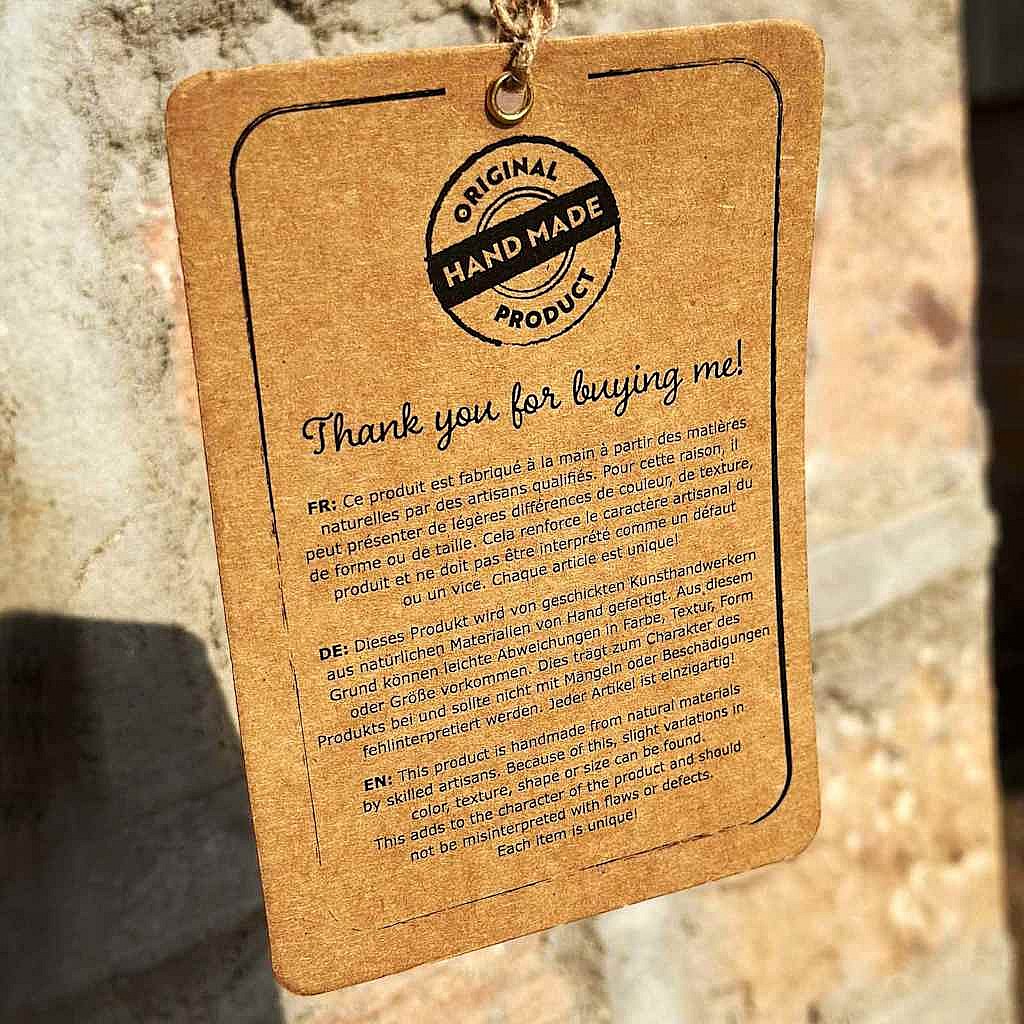 ORIGINAL
HAND MADE
PRODUCT
Thank you for buying me!
FR: Ce produit est fabriqué à la main à partir des matières
naturelles par des artisans qualifiés. Pour cette raison, il
peut présenter de légères différences de couleur, de texture,
de forme ou de taille. Cela renforce le caractère artisanal du
produit et ne doit pas être interprété comme un défaut
ou un vice. Chaque article est unique!
DE: Dieses Produkt wird von geschickten Kunsthandwerkern
aus natürlichen Materialien von Hand gefertigt. Aus diesem
Grund können leichte Abweichungen in Farbe, Textur, Form
oder Größe vorkommen. Dies trägt zum Charakter des
Produkts bei und sollte nicht mit Mängeln oder Beschädigungen
fehlinterpretiert werden. Jeder Artikel ist einzigartig!
EN: This product is handmade from natural materials
by skilled artisans. Because of this, slight variations in
color, texture, shape or size can be found.
This adds to the character of the product and should
not be misinterpreted with flaws or defects.
Each item is unique!